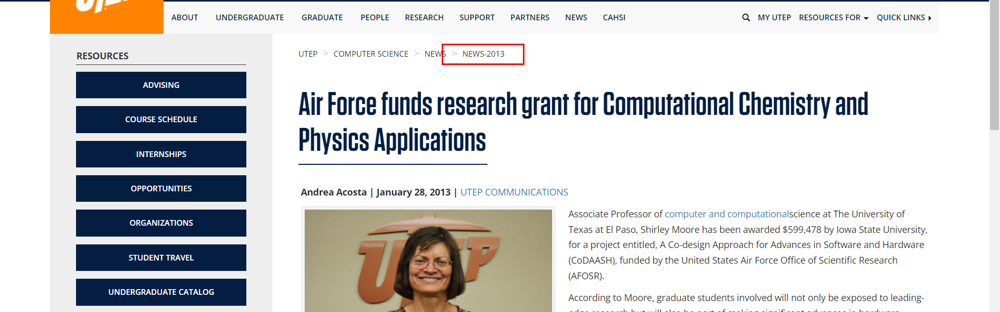 ABOUT UNDERGRADUATE GRADUATE PEOPLE RESEARCH SUPPORT PARTNERS NEWS CAHSI MY UTEP RESOURCES FOR QUICK LINKS
RESOURCES
ADVISING
COURSE SCHEDULE
INTERNSHIPS
OPPORTUNITIES
ORGANIZATIONS
STUDENT TRAVEL
UNDERGRADUATE CATALOG
UTEP > COMPUTER SCIENCE > NEWS > NEWS-2013
Air Force funds research grant for Computational Chemistry and
Physics Applications
Andrea Acosta | January 28, 2013 | UTEP COMMUNICATIONS
UTEP
Associate Professor of computer and computationalscience at The University of
Texas at El Paso, Shirley Moore has been awarded $599,478 by Iowa State University,
for a project entitled, A Co-design Approach for Advances in Software and Hardware
(CoDAASH), funded by the United States Air Force Office of Scientific Research
(AFOSR).
According to Moore, graduate students involved will not only be exposed to leading-